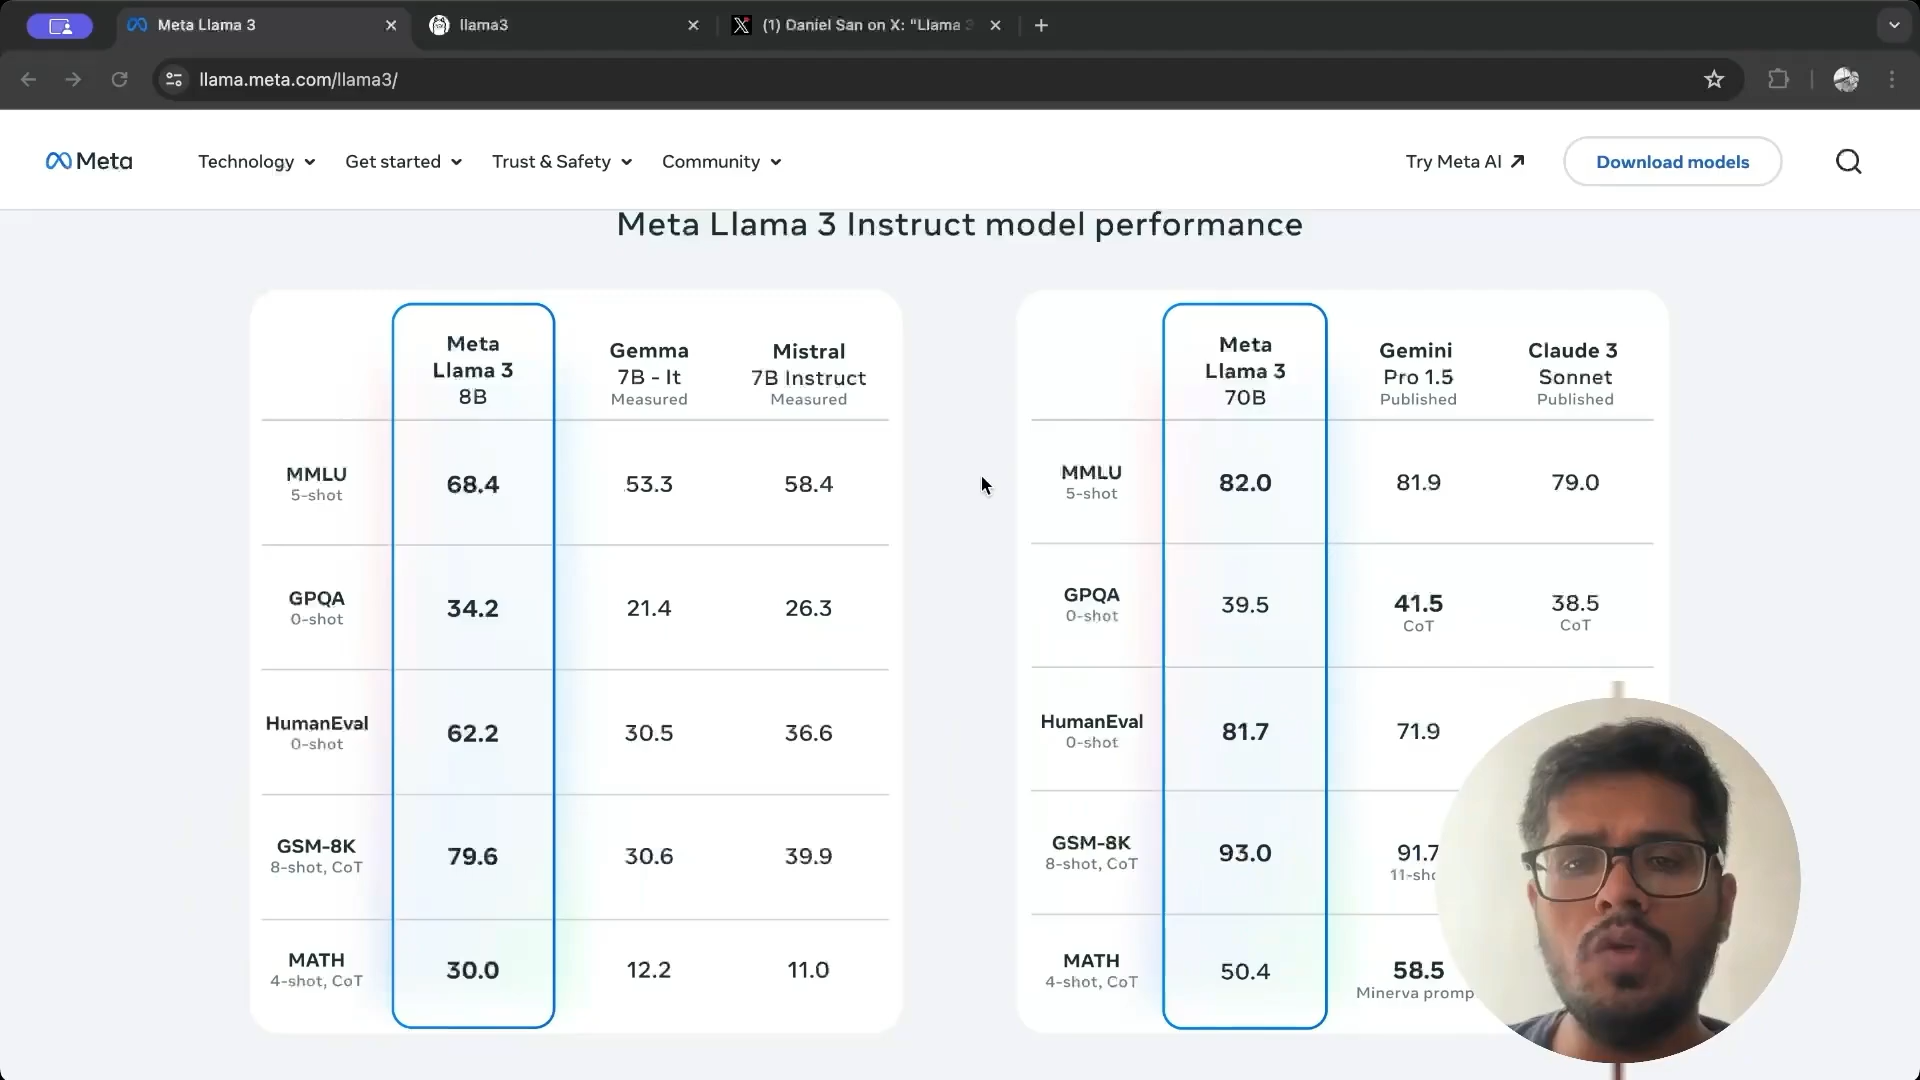 Meta Llama 3
llama3
(1) Daniel San on X: "Llama 3
llama.meta.com/llama3/
Meta
Technology
Get started
Trust & Safety
Community
Try Meta AI
Download models
Meta Llama 3 Instruct model performance
Meta
Llama 3
8B
Gemma
7B - It
Measured
Mistral
7B Instruct
Measured
MMLU
5-shot
68.4
53.3
58.4
GPQA
0-shot
34.2
21.4
26.3
HumanEval
0-shot
62.2
30.5
36.6
GSM-8K
8-shot, CoT
79.6
30.6
39.9
MATH
4-shot, CoT
30.0
12.2
11.0
Meta
Llama 3
70B
Gemini
Pro 1.5
Published
Claude 3
Sonnet
Published
MMLU
5-shot
82.0
81.9
79.0
GPQA
0-shot
39.5
41.5
CoT
38.5
CoT
HumanEval
0-shot
81.7
71.9
GSM-8K
8-shot, CoT
93.0
91.7
11-sho
MATH
4-shot, CoT
50.4
58.5
Minerva promp